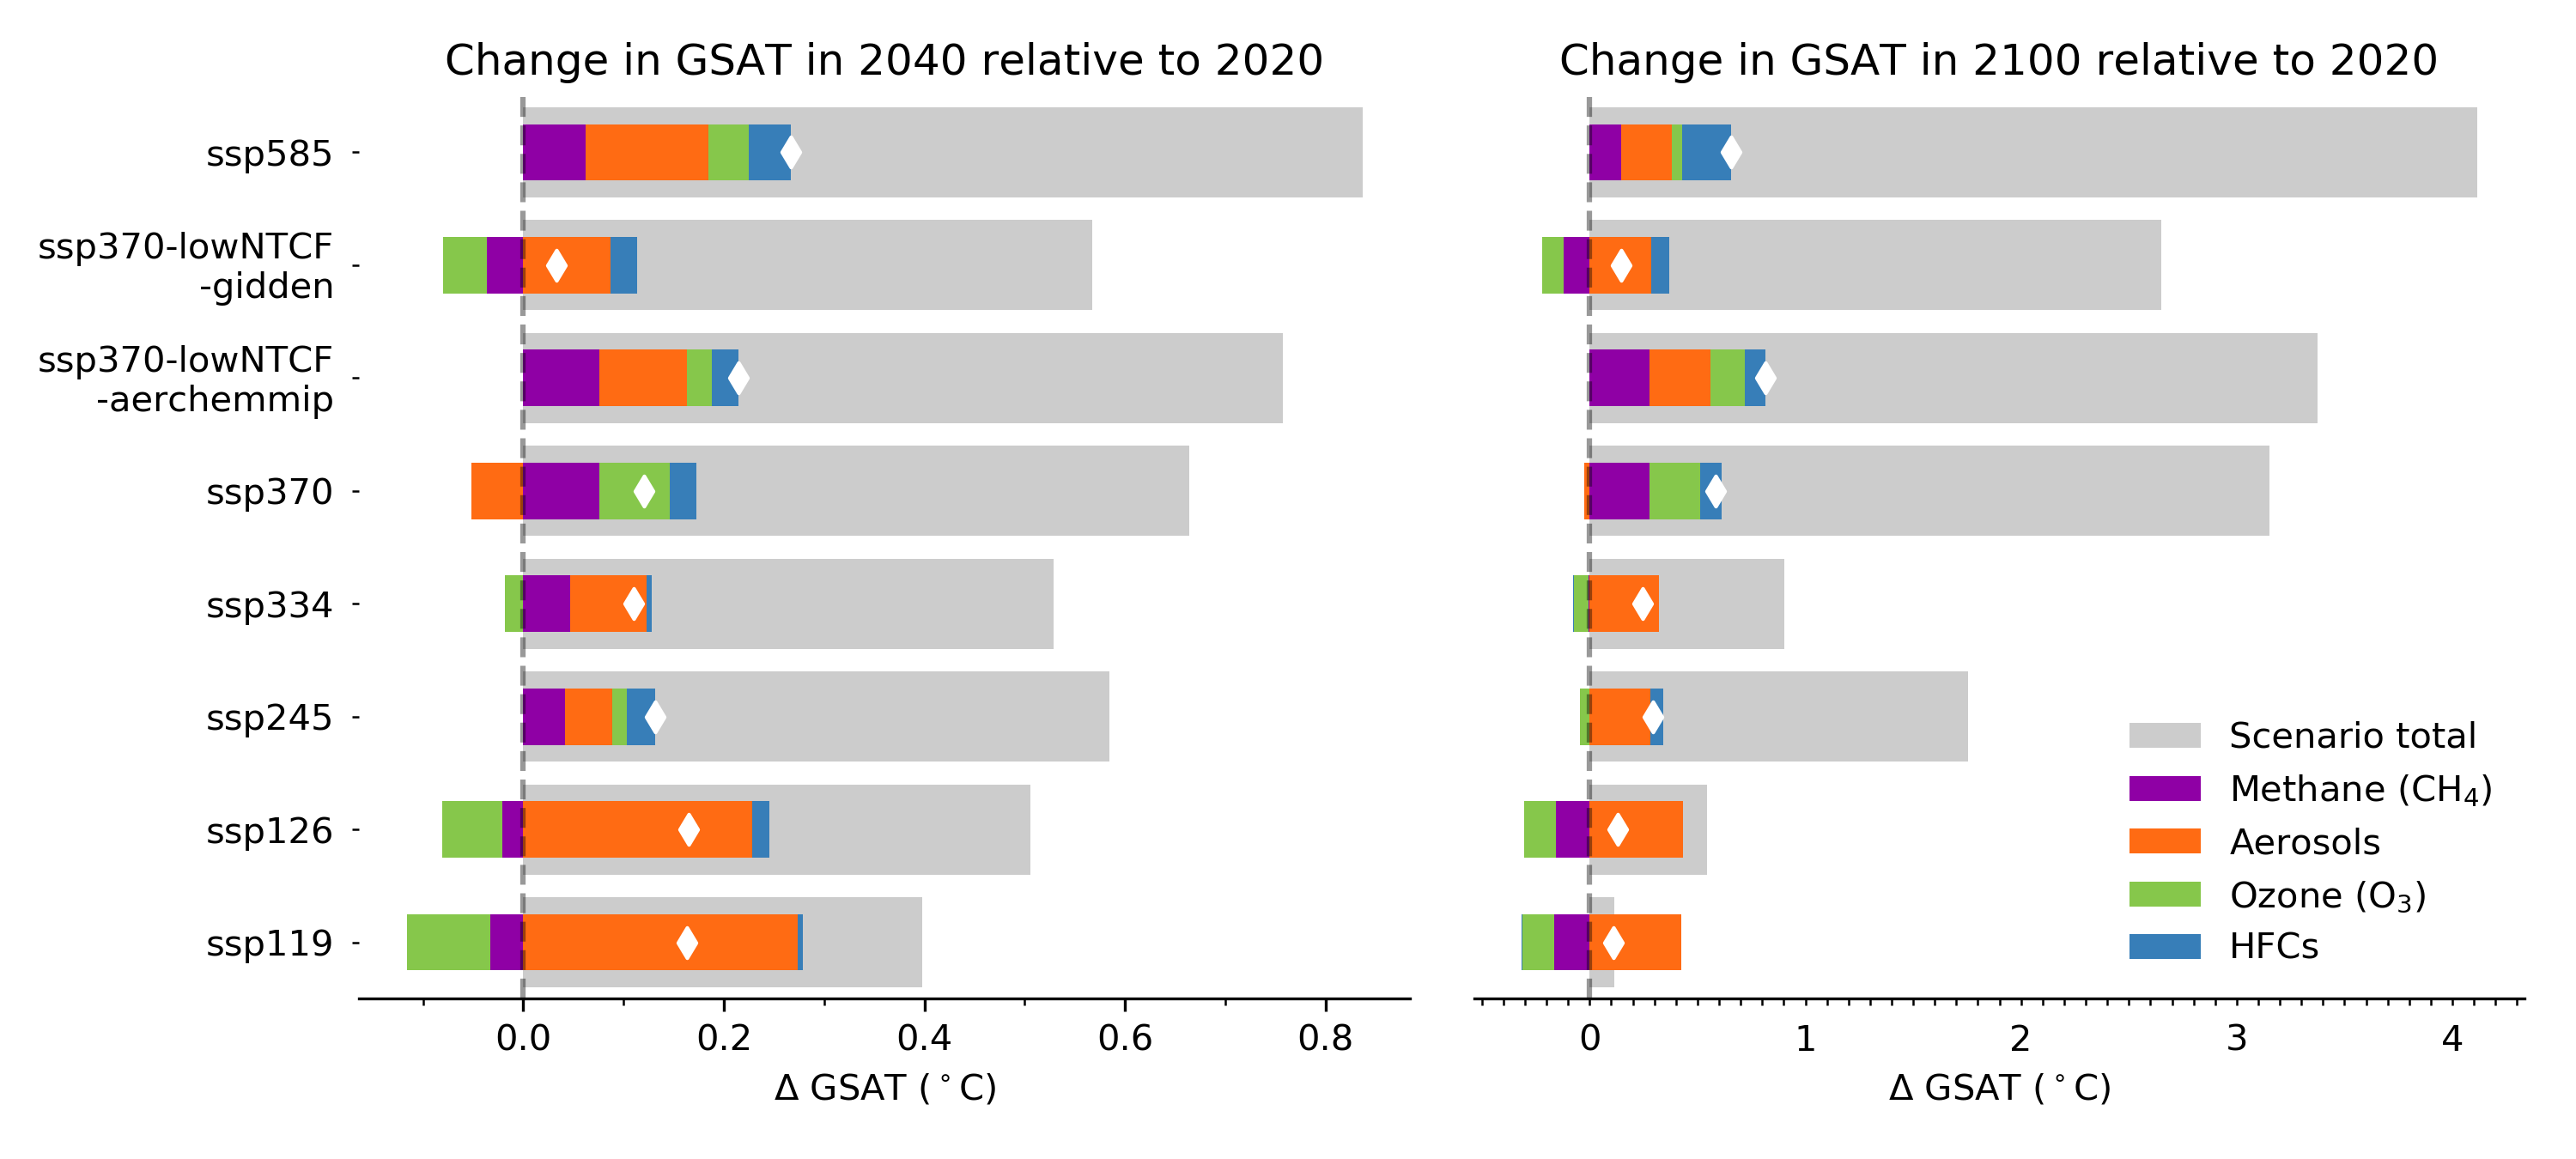 Change in GSAT in 2040 relative to 2020
ssp585
ssp370-lowNTCF
-gidden
ssp370-lowNTCF
-aerchemmip
ssp370
ssp334
ssp245
ssp126
ssp119
0.0 0.2 0.4 0.6 0.8
Δ GSAT (°C)
Change in GSAT in 2100 relative to 2020
Scenario total
Methane (CH₄)
Aerosols
Ozone (O₃)
HFCs
0 1 2 3 4
Δ GSAT (°C)